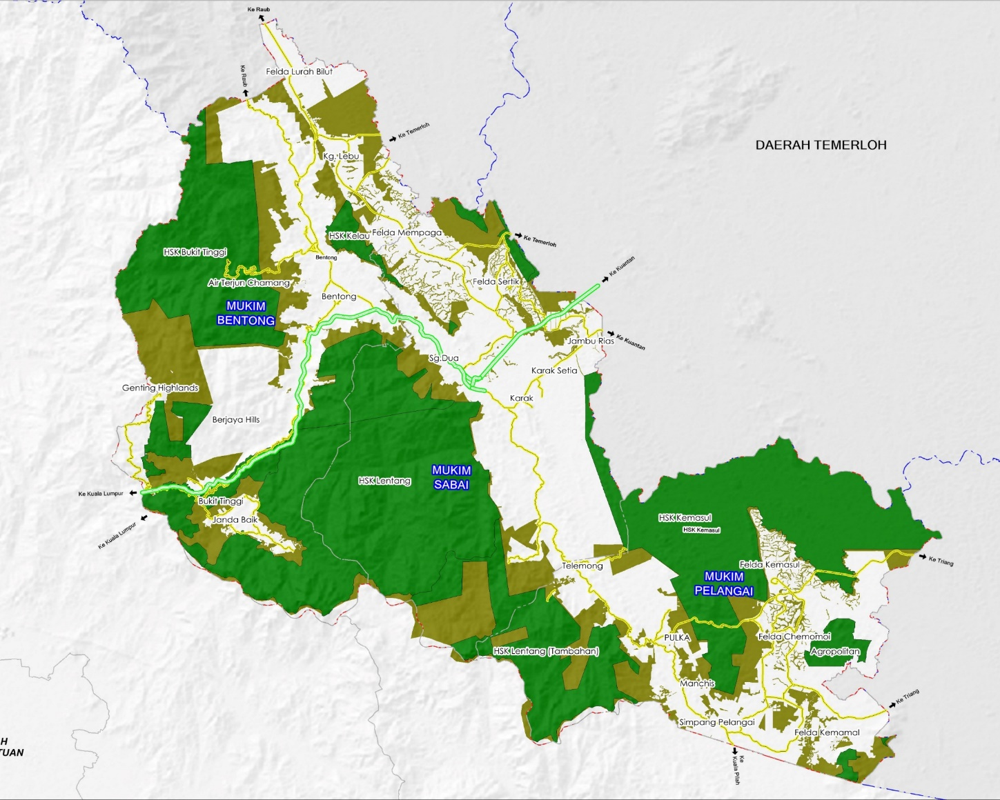 Ke Raub
Ke Raub
Felda Lurah Bilut
Ke Temerloh
DAERAH TEMERLOH
Kg. Lebu
HSK Kelau
Felda Mempaga
Ke Temerloh
HSK Bukit Tinggi
Bentong
Ke Kuantan
Air Terjun Chamang
Felda Sertik
Bentong
MUKIM
BENTONG
Jambu Rias
Ke Kuantan
Sg.Dua
Karak Setia
Genting Highlands
Karak
Berjaya Hills
MUKIM
SABAI
HSK Lentang
Ke Kuala Lumpur
Bukit Tinggi
Janda Baik
Ke Kuala Lumpur
HSK Kemasul
HSK Kemasul
Ke Triang
Telemong
Felda Kemasul
MUKIM
PELANGAI
PULKA
Felda Chemomoi
HSK Lentang (Tambahan)
Agropolitan
Manchis
Ke Triang
Simpang Pelangai
Felda Kemamal
H
TUAN
Ke
Kuala Pilah